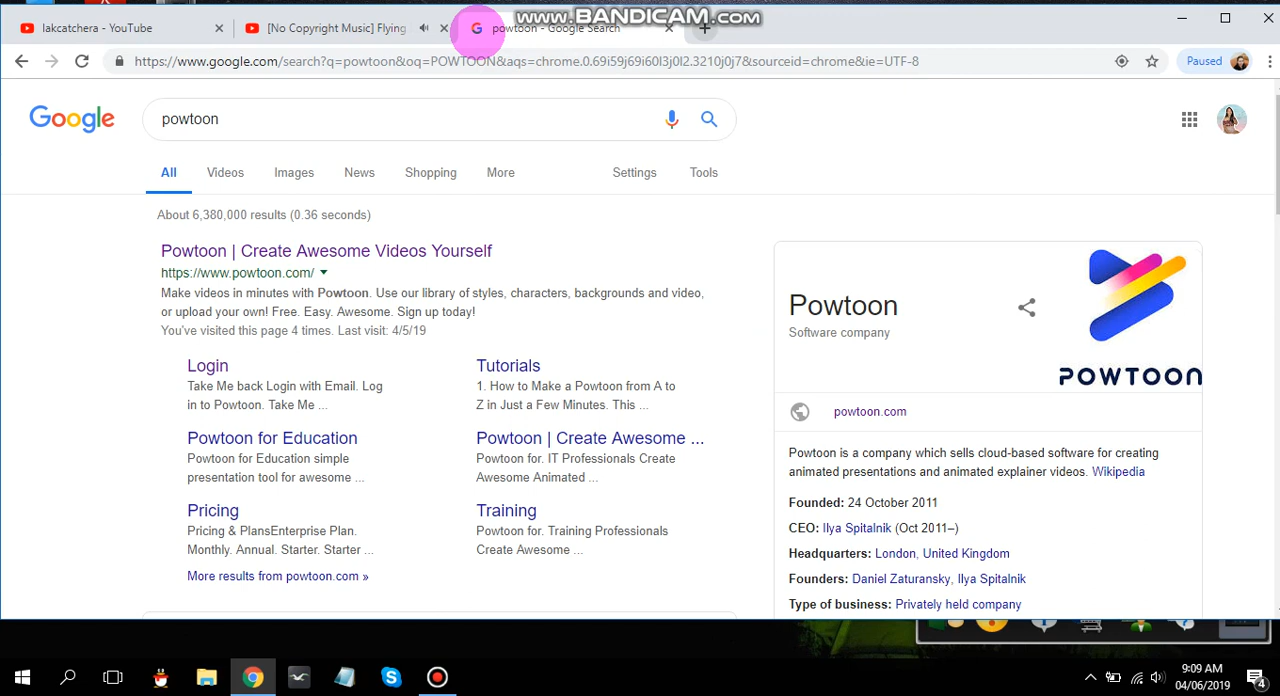 www.BANDICAM.com
lakcatchera - YouTube
[No Copyright Music] Flying
powtoon - Google Search
https://www.google.com/search?q=powtoon&oq=POWTOON&aqs=chrome.0.69i59j69i60l3j0l2.3210j0j7&sourceid=chrome&ie=UTF-8
Paused
Google
powtoon
All Videos Images News Shopping More Settings Tools
About 6,380,000 results (0.36 seconds)
Powtoon | Create Awesome Videos Yourself
https://www.powtoon.com/
Make videos in minutes with Powtoon. Use our library of styles, characters, backgrounds and video,
or upload your own! Free. Easy. Awesome. Sign up today!
You've visited this page 4 times. Last visit: 4/5/19
Login
Take Me back Login with Email. Log
in to Powtoon. Take Me ...
Tutorials
1. How to Make a Powtoon from A to
Z in Just a Few Minutes. This ...
Powtoon for Education
Powtoon for Education simple
presentation tool for awesome ...
Powtoon | Create Awesome ...
Powtoon for. IT Professionals Create
Awesome Animated ...
Pricing
Pricing & PlansEnterprise Plan.
Monthly. Annual. Starter. Starter ...
Training
Powtoon for. Training Professionals
Create Awesome ...
More results from powtoon.com »
Powtoon
Software company
POWTOON
powtoon.com
Powtoon is a company which sells cloud-based software for creating
animated presentations and animated explainer videos. Wikipedia
Founded: 24 October 2011
CEO: Ilya Spitalnik (Oct 2011–)
Headquarters: London, United Kingdom
Founders: Daniel Zaturansky, Ilya Spitalnik
Type of business: Privately held company
9:09 AM
04/06/2019
4